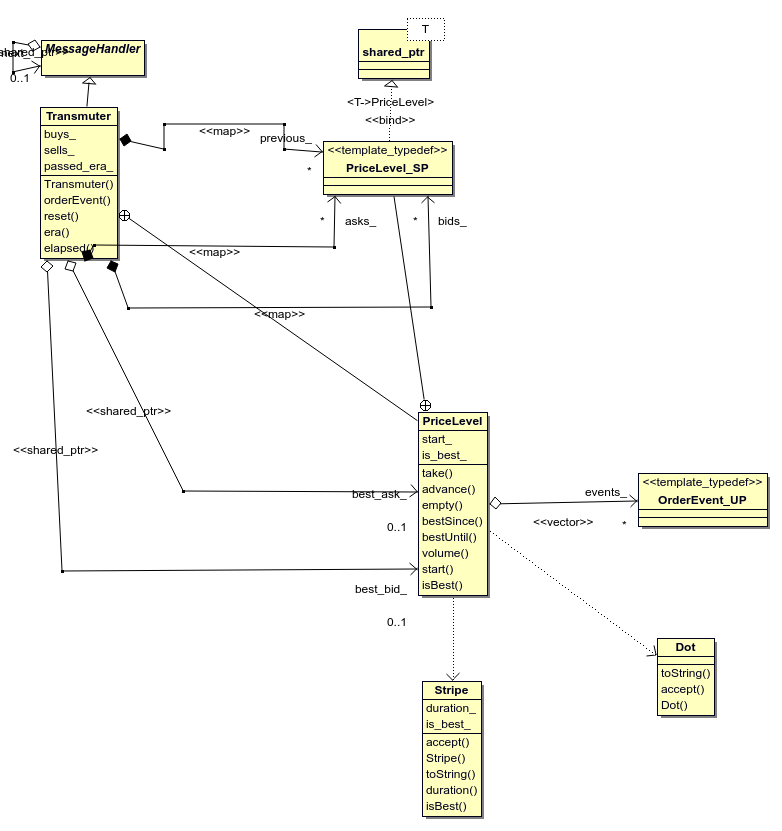 T
shared_ptr
MessageHandler
0..1
<T->PriceLevel>
<<bind>>
Transmuter
buys_
sells_
passed_era_
Transmuter()
orderEvent()
reset()
era()
elapsed()
<<map>>
previous_
*
<<template_typedef>>
PriceLevel_SP
*
asks_
*
bids_
<<map>>
<<map>>
<<shared_ptr>>
<<shared_ptr>>
PriceLevel
start_
is_best_
take()
advance()
empty()
bestSince()
bestUntil()
volume()
start()
isBest()
best_ask_
0..1
best_bid_
0..1
events_
<<vector>>
*
<<template_typedef>>
OrderEvent_UP
Dot
toString()
accept()
Dot()
Stripe
duration_
is_best_
accept()
Stripe()
toString()
duration()
isBest()